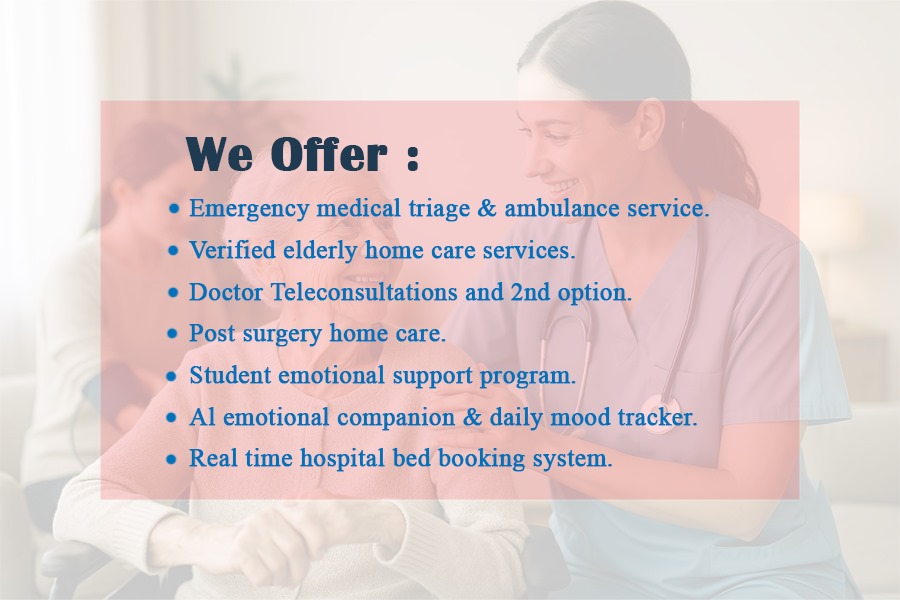 We Offer :
• Emergency medical triage & ambulance service.
• Verified elderly home care services.
• Doctor Teleconsultations and 2nd option.
• Post surgery home care.
• Student emotional support program.
• Al emotional companion & daily mood tracker.
• Real time hospital bed booking system.